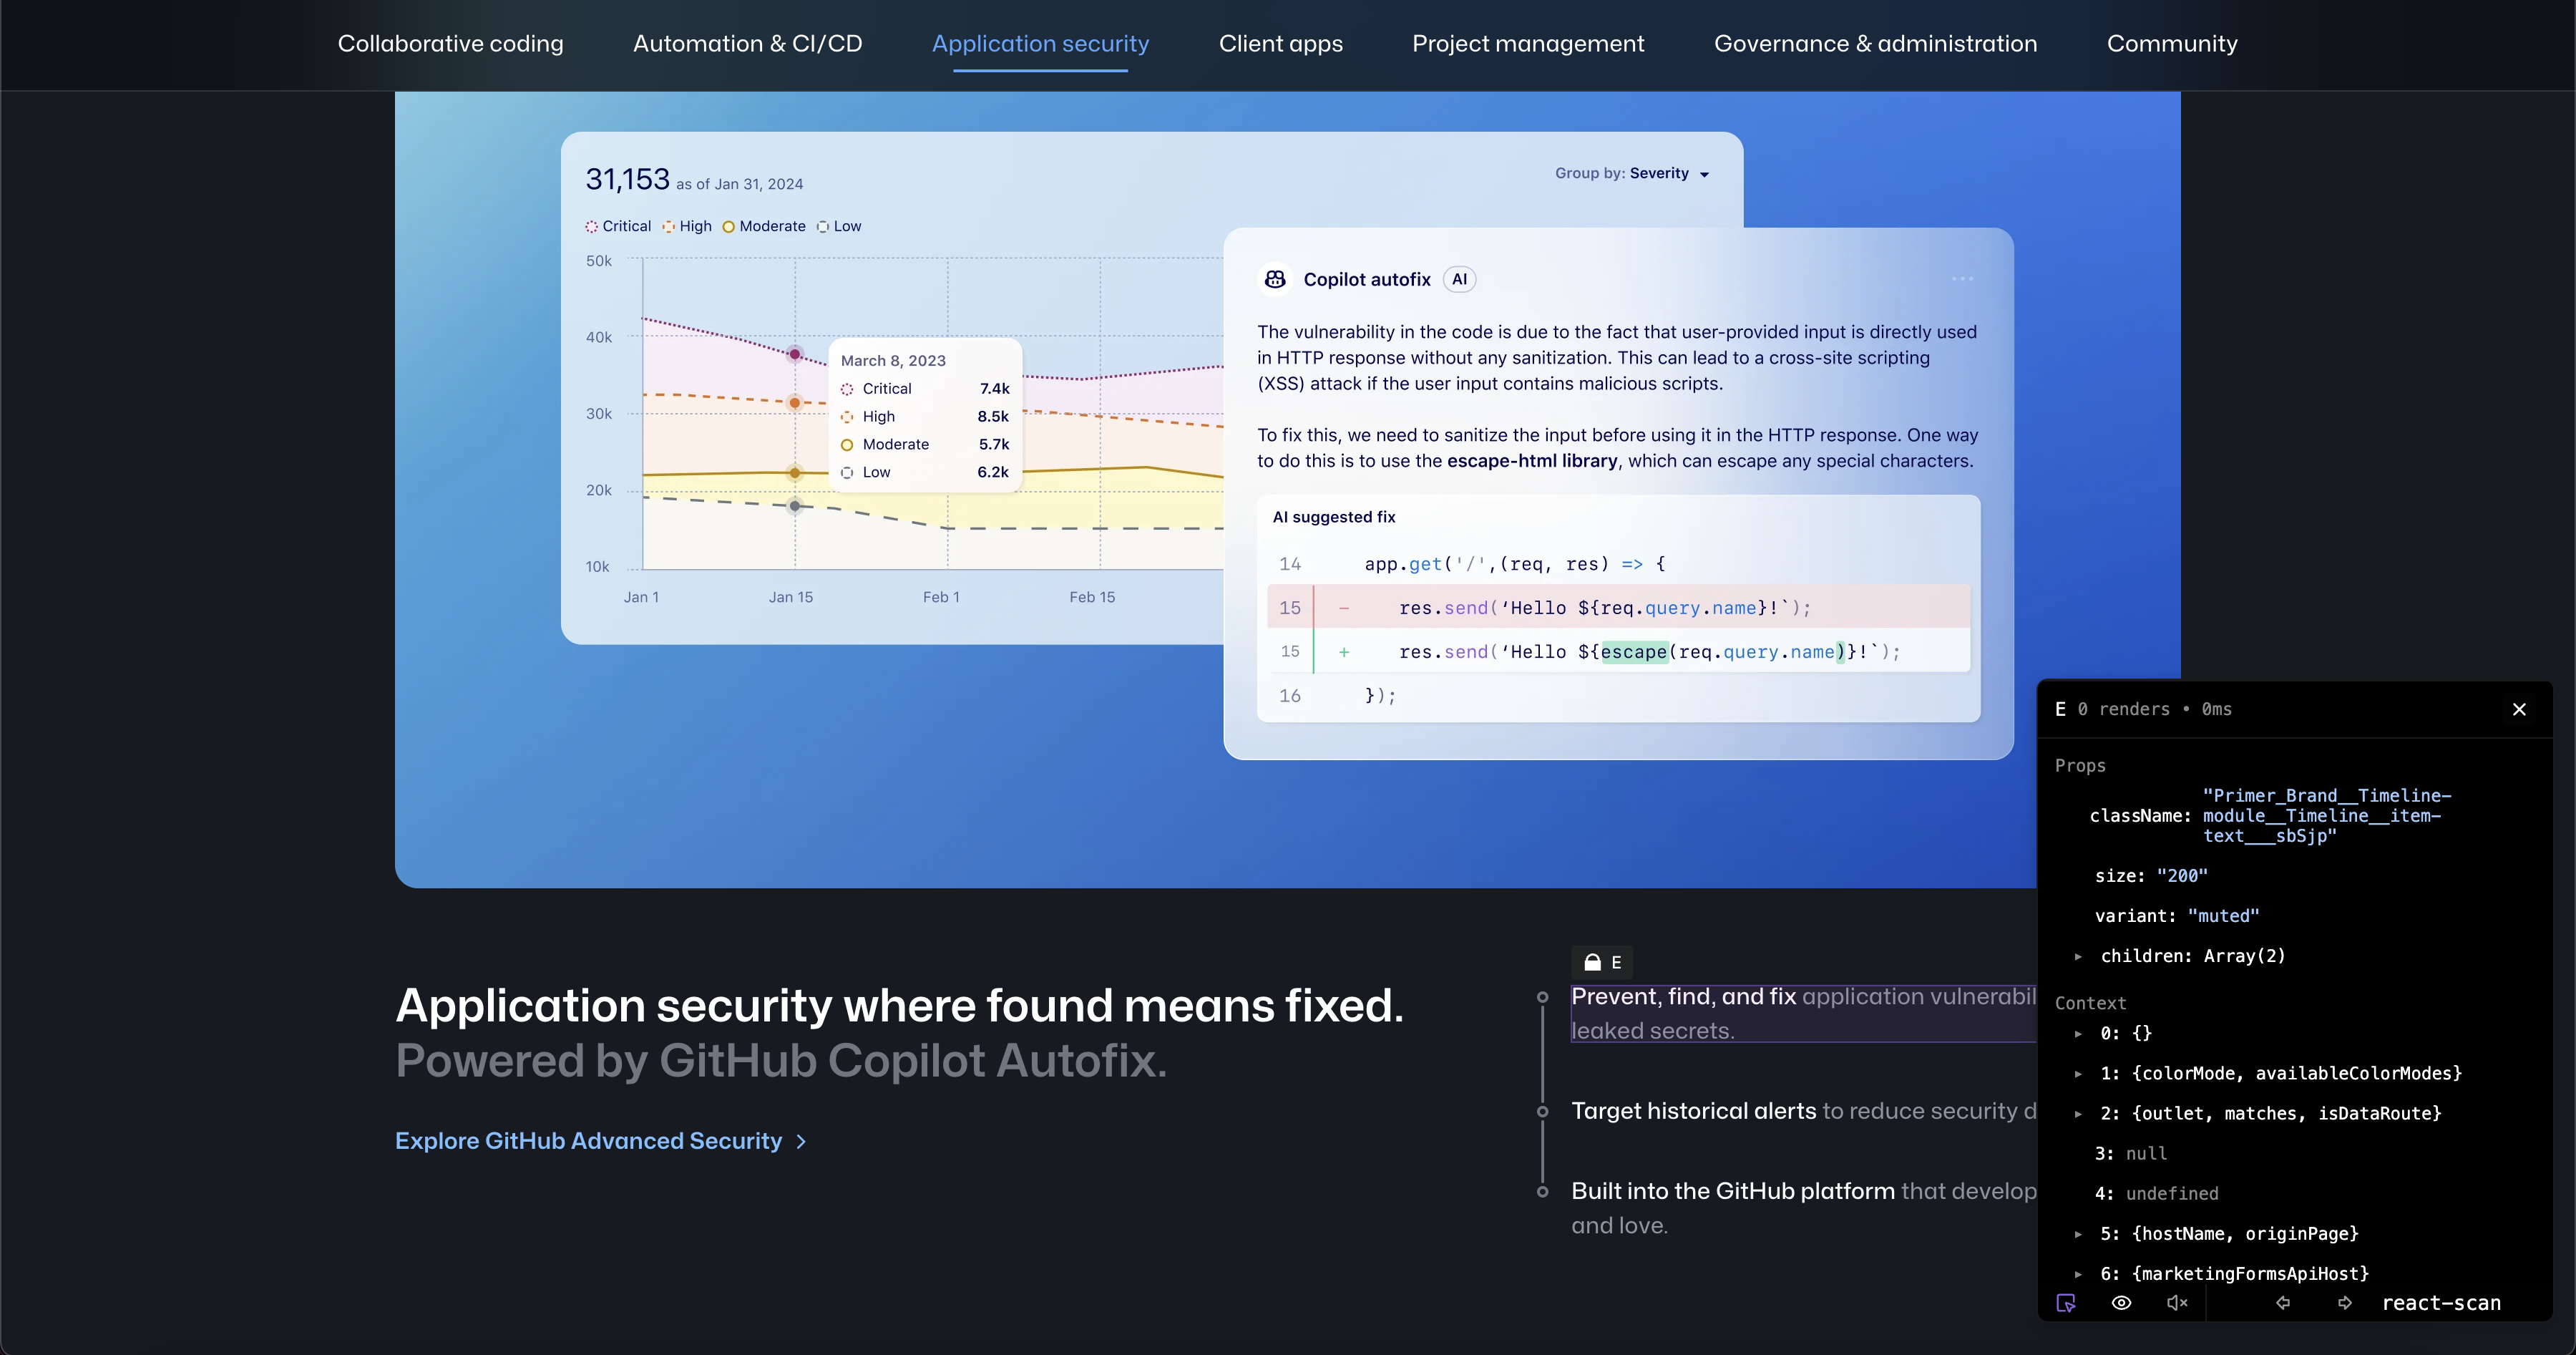 Collaborative coding
Automation & CI/CD
Application security
Client apps
Project management
Governance & administration
Community
31,153 as of Jan 31, 2024
Group by: Severity
Critical High Moderate Low
50k
40k
30k
20k
10k
Jan 1
Jan 15
Feb 1
Feb 15
March 8, 2023
Critical 7.4k
High 8.5k
Moderate 5.7k
Low 6.2k
Copilot autofix AI
The vulnerability in the code is due to the fact that user-provided input is directly used
in HTTP response without any sanitization. This can lead to a cross-site scripting
(XSS) attack if the user input contains malicious scripts.
To fix this, we need to sanitize the input before using it in the HTTP response. One way
to do this is to use the escape-html library, which can escape any special characters.
AI suggested fix
14 app.get('/',(req, res) => {
15 − res.send(‘Hello ${req.query.name}!`);
15 + res.send(‘Hello ${escape(req.query.name)}!`);
16 });
Application security where found means fixed.
Powered by GitHub Copilot Autofix.
Explore GitHub Advanced Security
E
Prevent, find, and fix application vulnerabil
leaked secrets.
Target historical alerts to reduce security d
Built into the GitHub platform that develop
and love.
E 0 renders • 0ms
Props
className: "Primer_Brand__Timeline-
module__Timeline__item-
text___sbSjp"
size: "200"
variant: "muted"
children: Array(2)
Context
0: {}
1: {colorMode, availableColorModes}
2: {outlet, matches, isDataRoute}
3: null
4: undefined
5: {hostName, originPage}
6: {marketingFormsApiHost}
react-scan